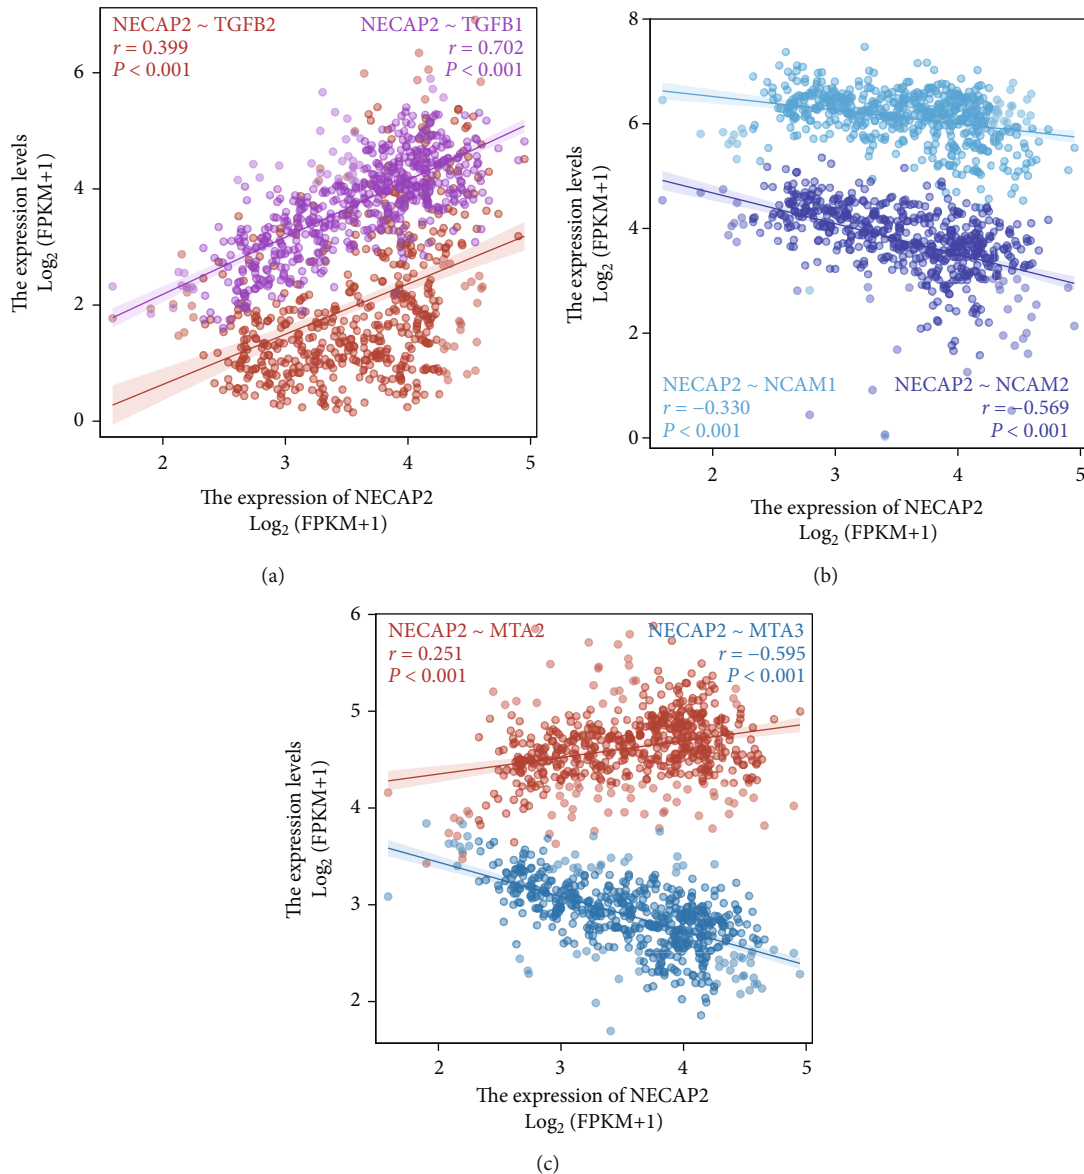 NECAP2 ~ TGFB2
r = 0.399
P < 0.001
NECAP2 ~ TGFB1
r = 0.702
P < 0.001
The expression levels
Log₂ (FPKM+1)
6
4
2
0
2
3
4
5
The expression of NECAP2
Log₂ (FPKM+1)
(a)
The expression levels
Log₂ (FPKM+1)
8
6
4
2
0
NECAP2 ~ NCAM1
r = −0.330
P < 0.001
NECAP2 ~ NCAM2
r = −0.569
P < 0.001
2
3
4
5
The expression of NECAP2
Log₂ (FPKM+1)
(b)
NECAP2 ~ MTA2
r = 0.251
P < 0.001
NECAP2 ~ MTA3
r = −0.595
P < 0.001
The expression levels
Log₂ (FPKM+1)
6
5
4
3
2
2
3
4
5
The expression of NECAP2
Log₂ (FPKM+1)
(c)